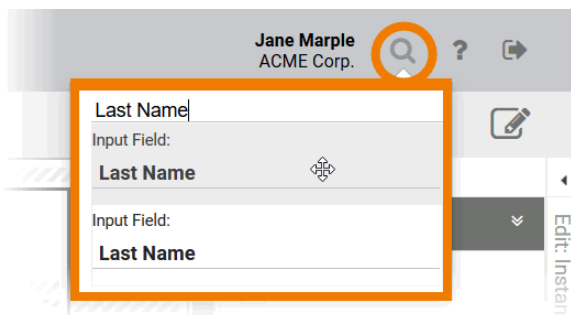 Jane Marple
ACME Corp.
?
Last Name
Input Field:
Last Name
Input Field:
Last Name
Edit: Instan